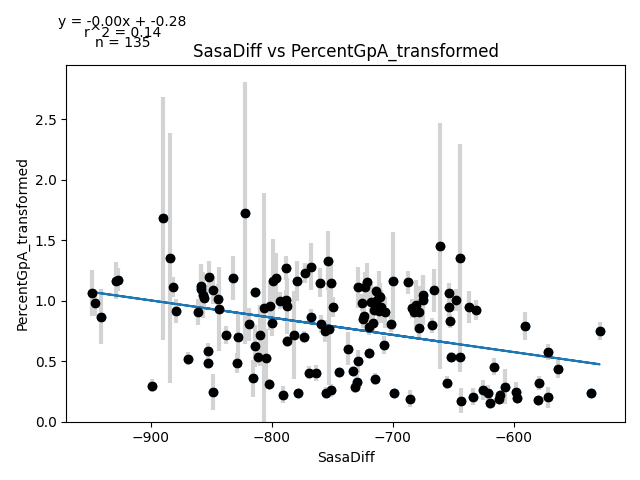 y = -0.00x + -0.28
r^2 = 0.14
n = 135
SasaDiff vs PercentGpA_transformed
PercentGpA_transformed
2.5
2.0
1.5
1.0
0.5
0.0
−900 −800 −700 −600
SasaDiff